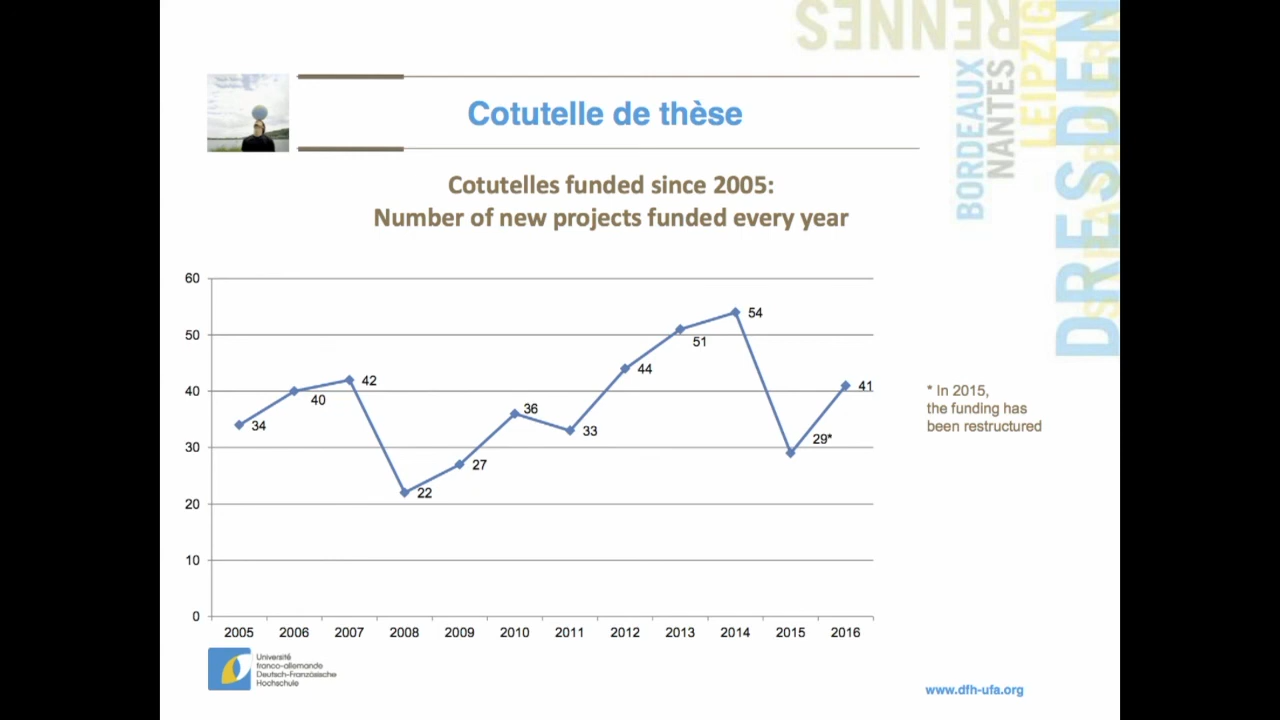 RENNES
BORDEAUX
NANTES
LEIPZIG
DRESDEN
Cotutelle de thèse
Cotutelles funded since 2005:
Number of new projects funded every year
60
50
40
30
20
10
0
34
40
42
22
27
36
33
44
51
54
29*
41
2005 2006 2007 2008 2009 2010 2011 2012 2013 2014 2015 2016
* In 2015,
the funding has
been restructured
Université
franco-allemande
Deutsch-Französische
Hochschule
www.dfh-ufa.org